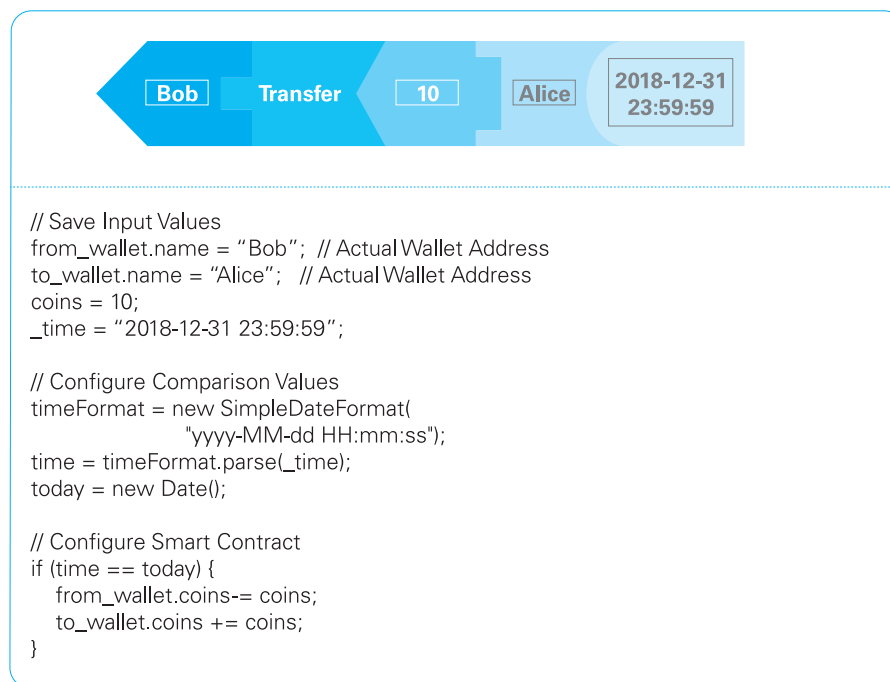 Bob Transfer 10 Alice 2018-12-31
23:59:59
// Save Input Values
from_wallet.name = “Bob”; // Actual Wallet Address
to_wallet.name = “Alice”; // Actual Wallet Address
coins = 10;
_time = “2018-12-31 23:59:59”;
// Configure Comparison Values
timeFormat = new SimpleDateFormat(
"yyyy-MM-dd HH:mm:ss");
time = timeFormat.parse(_time);
today = new Date();
// Configure Smart Contract
if (time == today) {
from_wallet.coins-= coins;
to_wallet.coins += coins;
}